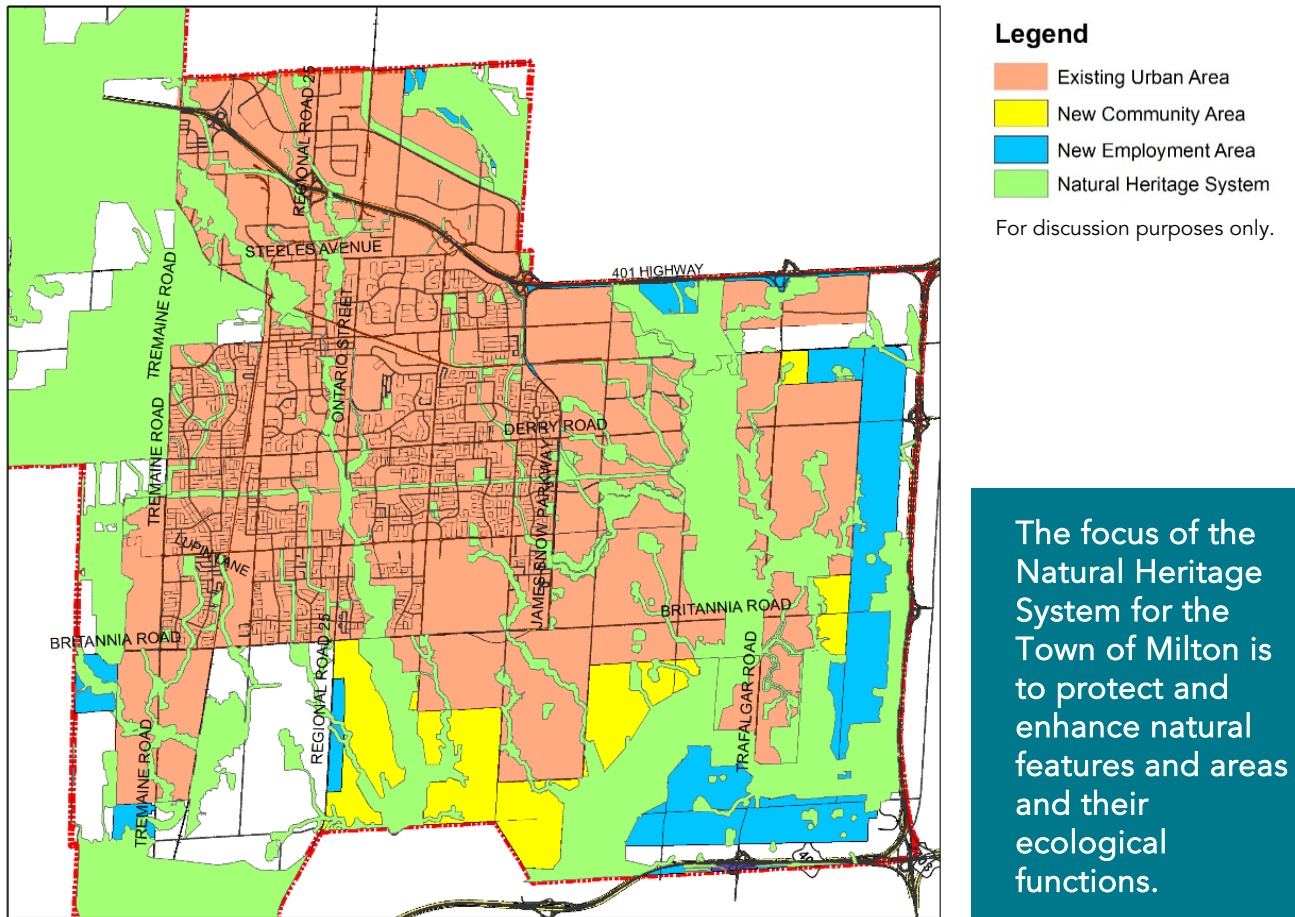 REGIONAL ROAD 25
STEELES AVENUE
401 HIGHWAY
TREMAINE ROAD
ONTARIO STREET
DERRY ROAD
TREMAINE ROAD
JAMES SNOW PARKWAY
LUPIN LANE
BRITANNIA ROAD
BRITANNIA ROAD
REGIONAL ROAD 25
TRAFALGAR ROAD
TREMAINE ROAD
Legend
Existing Urban Area
New Community Area
New Employment Area
Natural Heritage System
For discussion purposes only.
The focus of the
Natural Heritage
System for the
Town of Milton is
to protect and
enhance natural
features and areas
and their
ecological
functions.